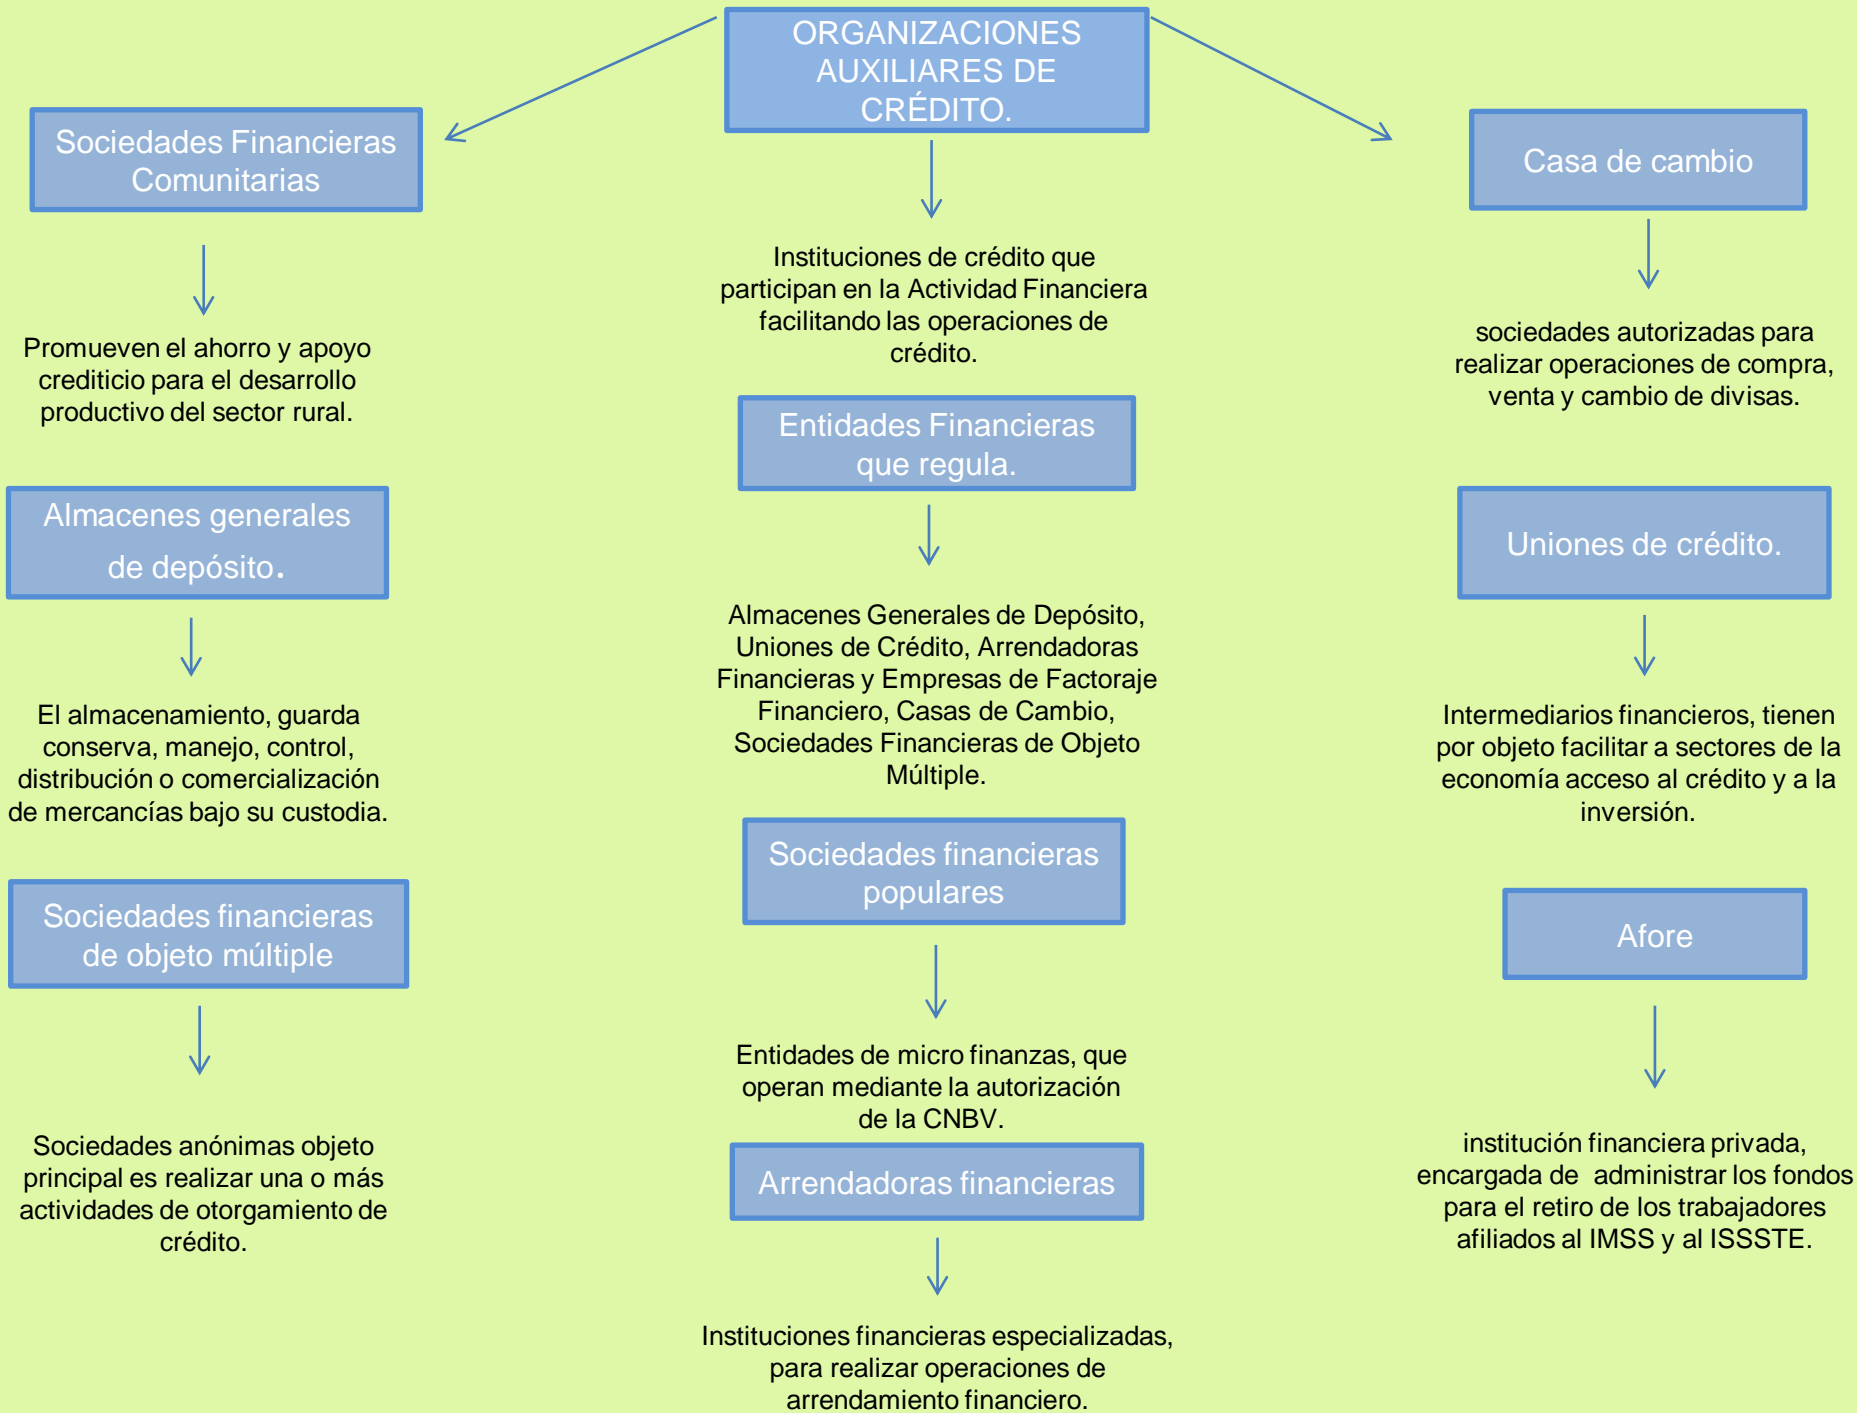 ORGANIZACIONES
AUXILIARES DE
CRÉDITO.
Instituciones de crédito que
participan en la Actividad Financiera
facilitando las operaciones de
crédito.
Sociedades Financieras
Comunitarias
Promueven el ahorro y apoyo
crediticio para el desarrollo
productivo del sector rural.
Almacenes generales
de depósito.
El almacenamiento, guarda
conserva, manejo, control,
distribución o comercialización
de mercancías bajo su custodia.
Sociedades financieras
de objeto múltiple
Sociedades anónimas objeto
principal es realizar una o más
actividades de otorgamiento de
crédito.
Entidades Financieras
que regula.
Almacenes Generales de Depósito,
Uniones de Crédito, Arrendadoras
Financieras y Empresas de Factoraje
Financiero, Casas de Cambio,
Sociedades Financieras de Objeto
Múltiple.
Sociedades financieras
populares
Entidades de micro finanzas, que
operan mediante la autorización
de la CNBV.
Arrendadoras financieras
Instituciones financieras especializadas,
para realizar operaciones de
arrendamiento financiero.
Casa de cambio
sociedades autorizadas para
realizar operaciones de compra,
venta y cambio de divisas.
Uniones de crédito.
Intermediarios financieros, tienen
por objeto facilitar a sectores de la
economía acceso al crédito y a la
inversión.
Afore
institución financiera privada,
encargada de  administrar los fondos
para el retiro de los trabajadores
afiliados al IMSS y al ISSSTE.